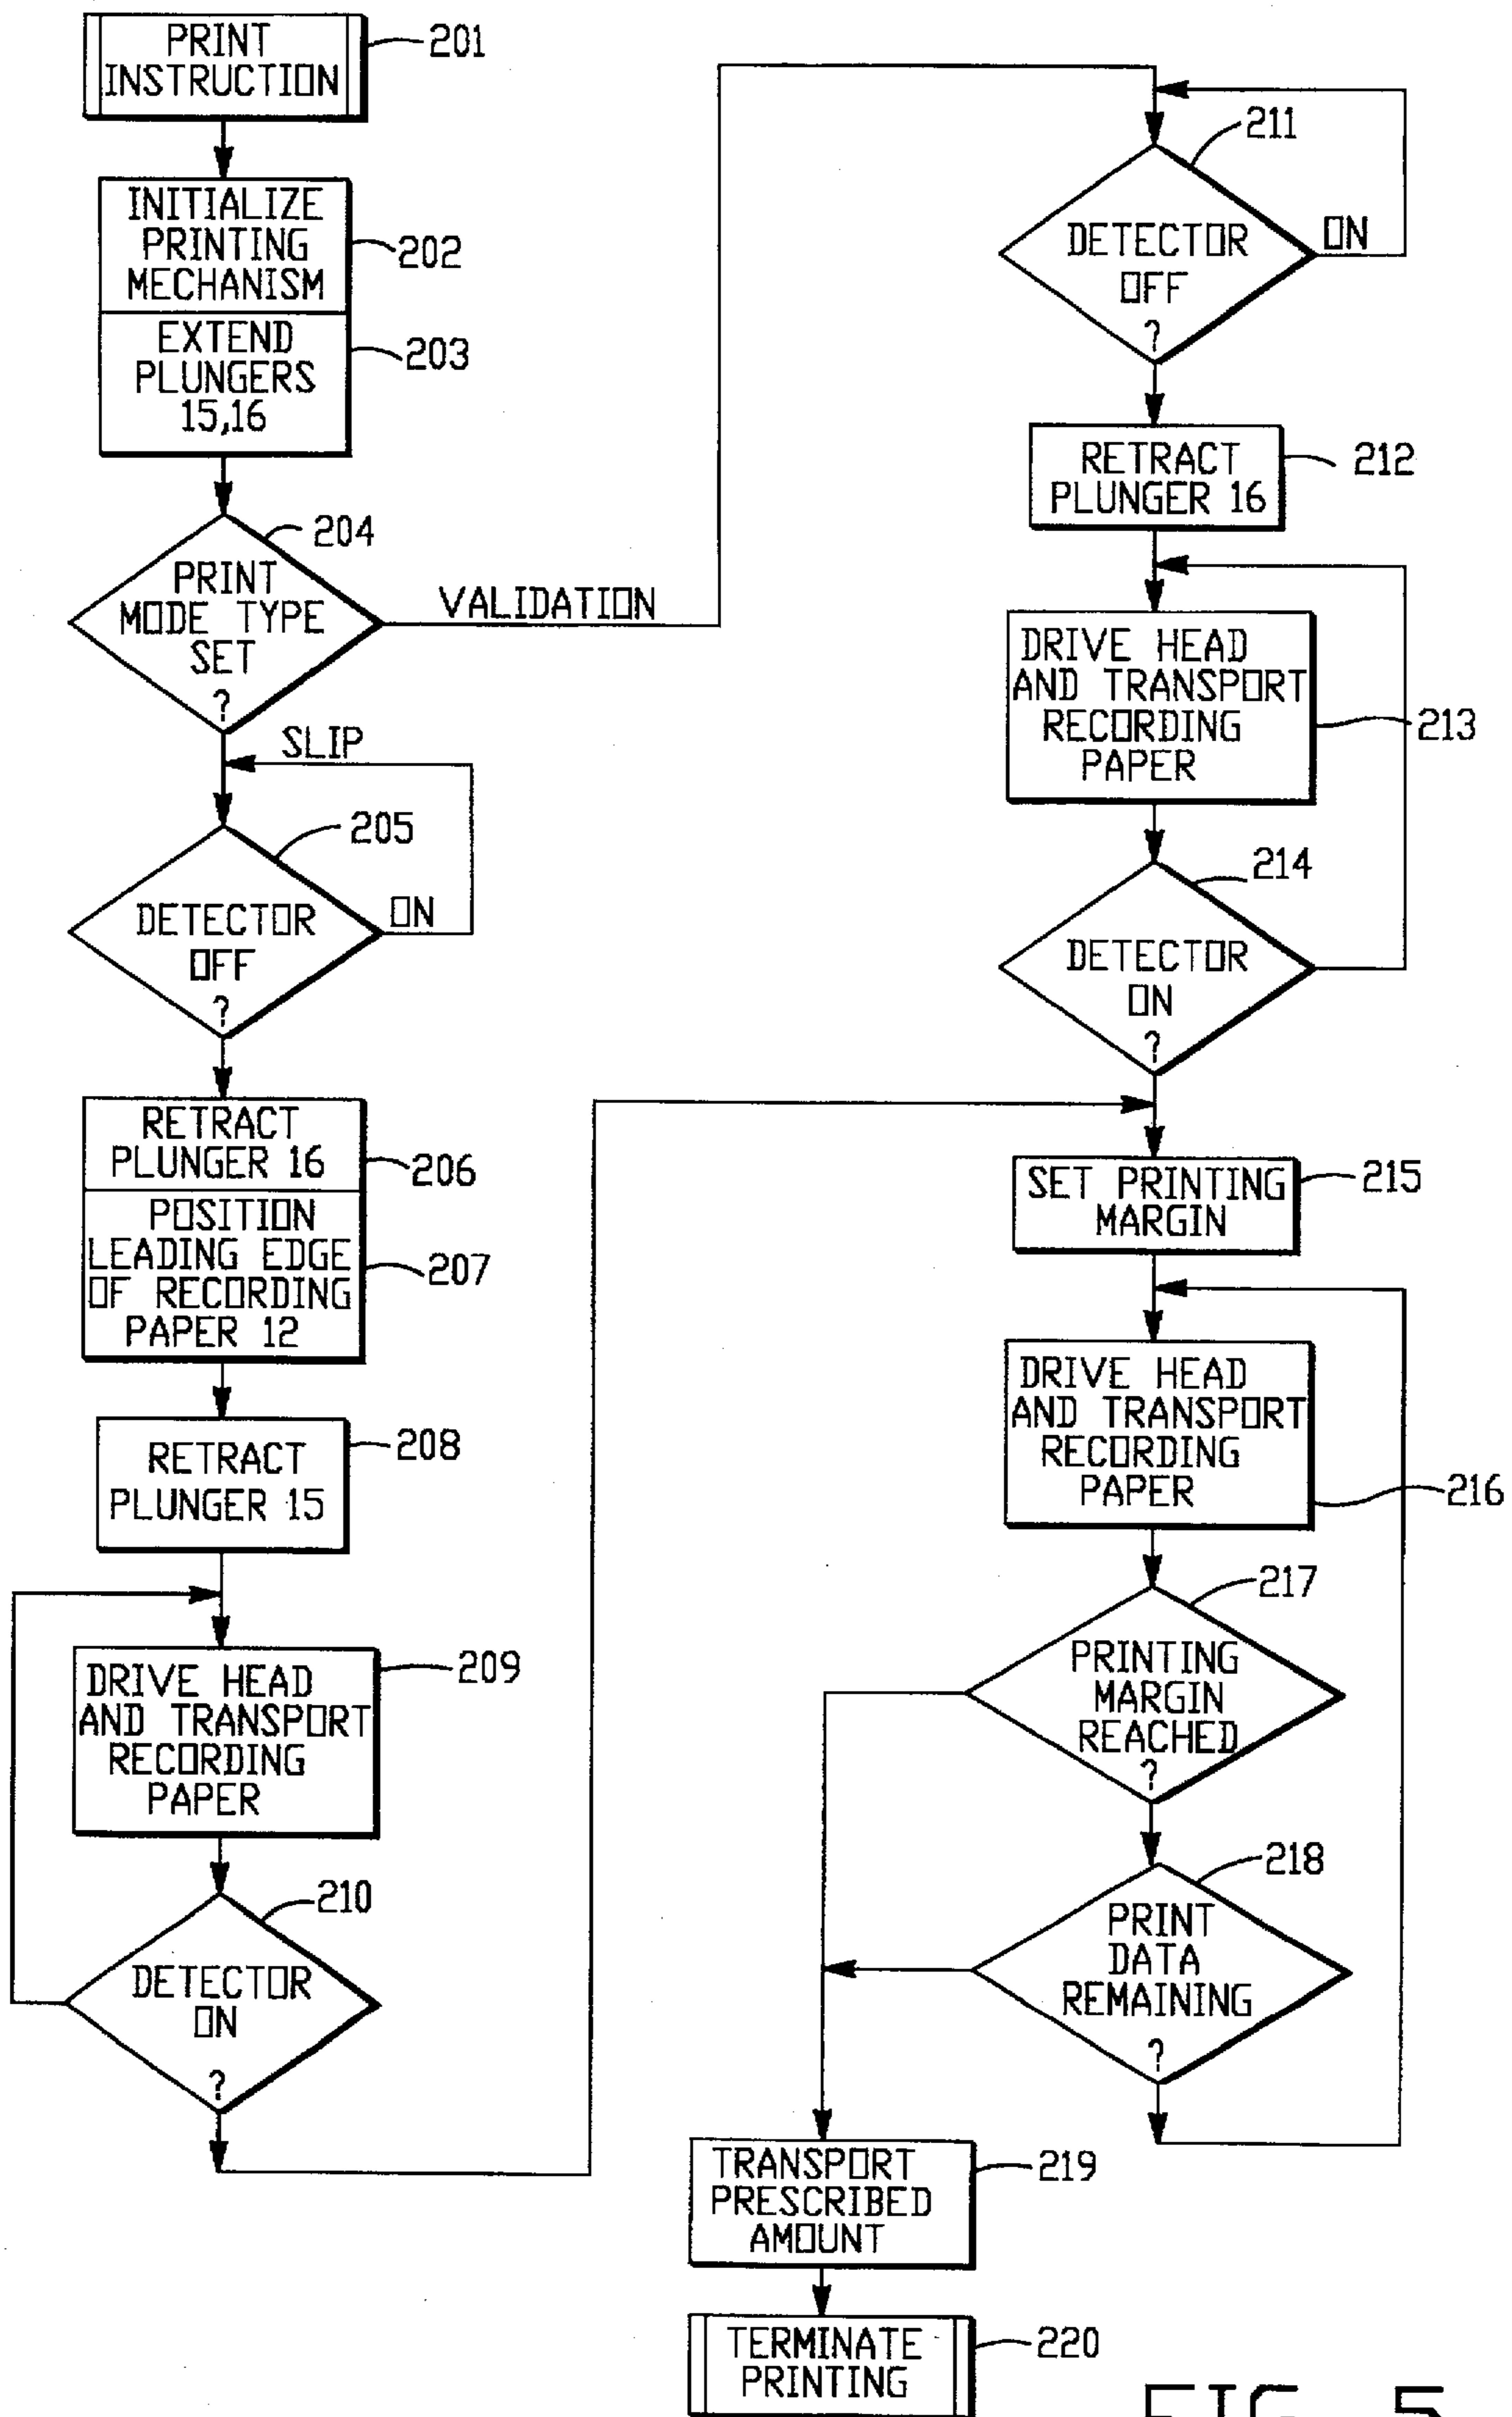 PRINT
INSTRUCTION
201
INITIALIZE
PRINTING
MECHANISM
202
EXTEND
PLUNGERS
15,16
203
204
PRINT
MODE TYPE
SET
?
VALIDATION
SLIP
205
DETECTOR
OFF
?
ON
RETRACT
PLUNGER 16
206
POSITION
LEADING EDGE
OF RECORDING
PAPER 12
207
RETRACT
PLUNGER 15
208
DRIVE HEAD
AND TRANSPORT
RECORDING
PAPER
209
210
DETECTOR
ON
?
211
DETECTOR
OFF
?
ON
RETRACT
PLUNGER 16
212
DRIVE HEAD
AND TRANSPORT
RECORDING
PAPER
213
214
DETECTOR
ON
?
SET PRINTING
MARGIN
215
DRIVE HEAD
AND TRANSPORT
RECORDING
PAPER
216
217
PRINTING
MARGIN
REACHED
?
218
PRINT
DATA
REMAINING
?
TRANSPORT
PRESCRIBED
AMOUNT
219
TERMINATE
PRINTING
220
FIG. 5